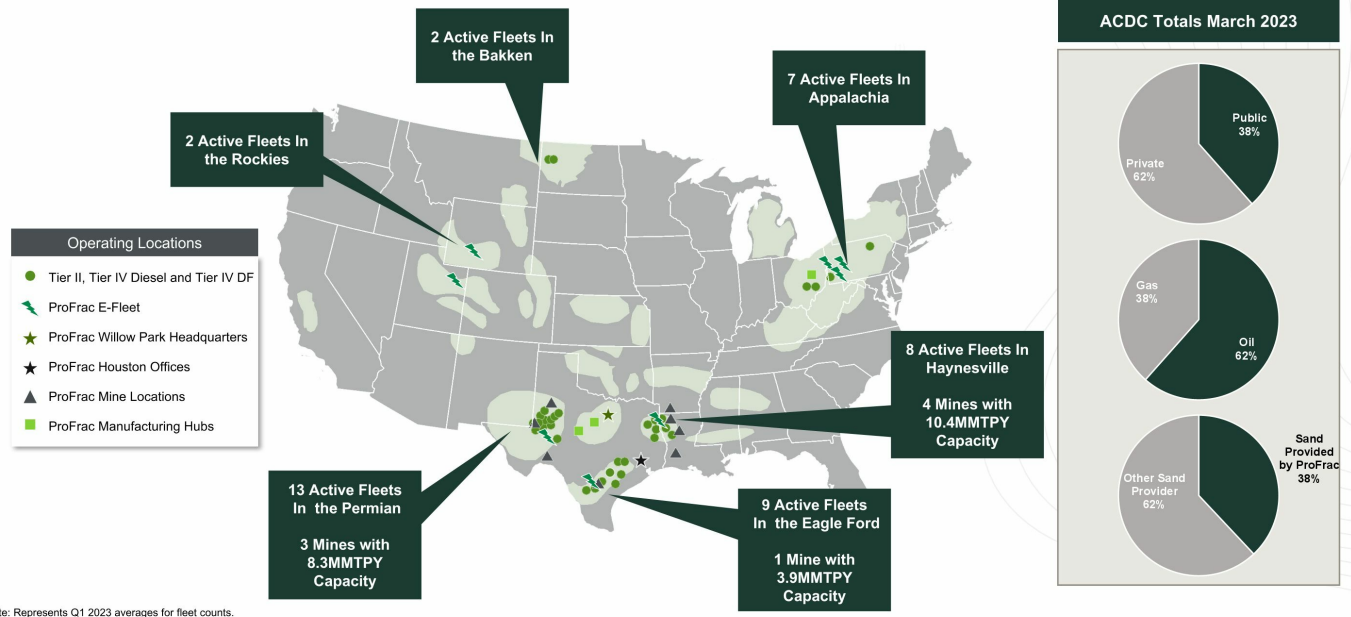 2 Active Fleets In
the Bakken
7 Active Fleets In
Appalachia
2 Active Fleets In
the Rockies
Operating Locations
Tier II, Tier IV Diesel and Tier IV DF
ProFrac E-Fleet
ProFrac Willow Park Headquarters
ProFrac Houston Offices
ProFrac Mine Locations
ProFrac Manufacturing Hubs
8 Active Fleets In
Haynesville
4 Mines with
10.4MMTPY
Capacity
13 Active Fleets
In the Permian
3 Mines with
8.3MMTPY
Capacity
9 Active Fleets
In the Eagle Ford
1 Mine with
3.9MMTPY
Capacity
ACDC Totals March 2023
Public
38%
Private
62%
Gas
38%
Oil
62%
Sand
Provided
by ProFrac
38%
Other Sand
Provider
62%
te: Represents Q1 2023 averages for fleet counts.